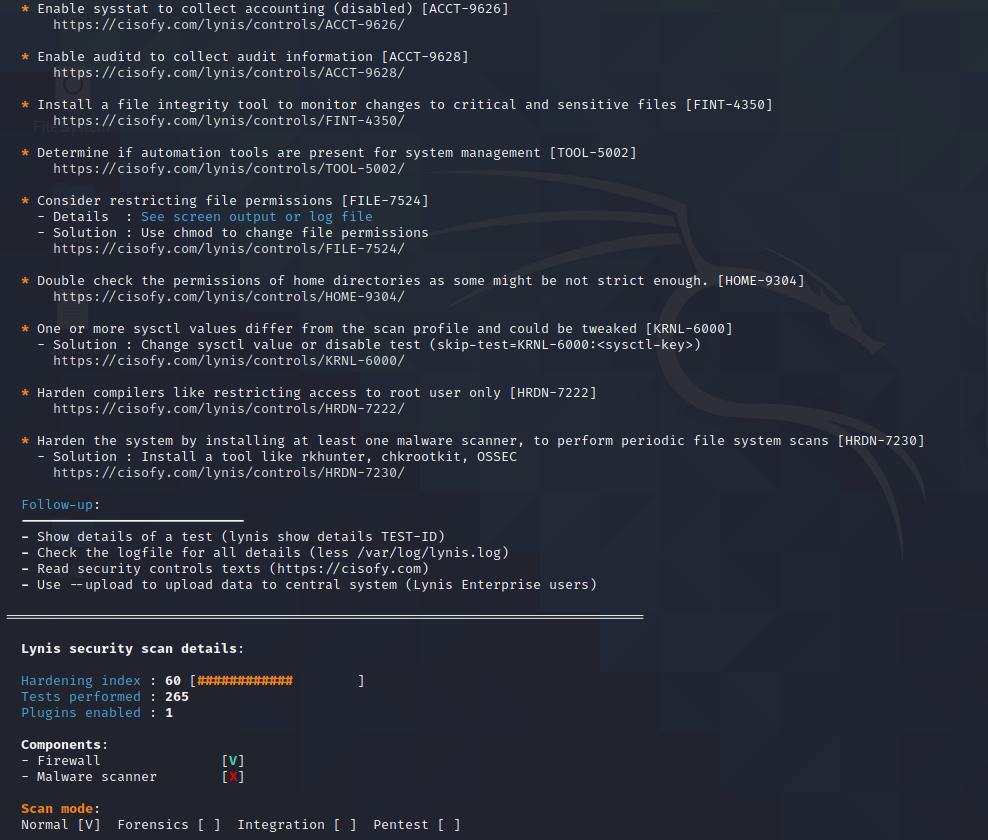 * Enable sysstat to collect accounting (disabled) [ACCT-9626]
https://cisofy.com/lynis/controls/ACCT-9626/
* Enable auditd to collect audit information [ACCT-9628]
https://cisofy.com/lynis/controls/ACCT-9628/
* Install a file integrity tool to monitor changes to critical and sensitive files [FINT-4350]
https://cisofy.com/lynis/controls/FINT-4350/
* Determine if automation tools are present for system management [TOOL-5002]
https://cisofy.com/lynis/controls/TOOL-5002/
* Consider restricting file permissions [FILE-7524]
- Details  : See screen output or log file
- Solution : Use chmod to change file permissions
https://cisofy.com/lynis/controls/FILE-7524/
* Double check the permissions of home directories as some might be not strict enough. [HOME-9304]
https://cisofy.com/lynis/controls/HOME-9304/
* One or more sysctl values differ from the scan profile and could be tweaked [KRNL-6000]
- Solution : Change sysctl value or disable test (skip-test=KRNL-6000:<sysctl-key>)
https://cisofy.com/lynis/controls/KRNL-6000/
* Harden compilers like restricting access to root user only [HRDN-7222]
https://cisofy.com/lynis/controls/HRDN-7222/
* Harden the system by installing at least one malware scanner, to perform periodic file system scans [HRDN-7230]
- Solution : Install a tool like rkhunter, chkrootkit, OSSEC
https://cisofy.com/lynis/controls/HRDN-7230/
Follow-up:
- Show details of a test (lynis show details TEST-ID)
- Check the logfile for all details (less /var/log/lynis.log)
- Read security controls texts (https://cisofy.com)
- Use --upload to upload data to central system (Lynis Enterprise users)
Lynis security scan details:
Hardening index : 60 [############        ]
Tests performed : 265
Plugins enabled : 1
Components:
- Firewall               [V]
- Malware scanner        [X]
Scan mode:
Normal [V]  Forensics [ ]  Integration [ ]  Pentest [ ]